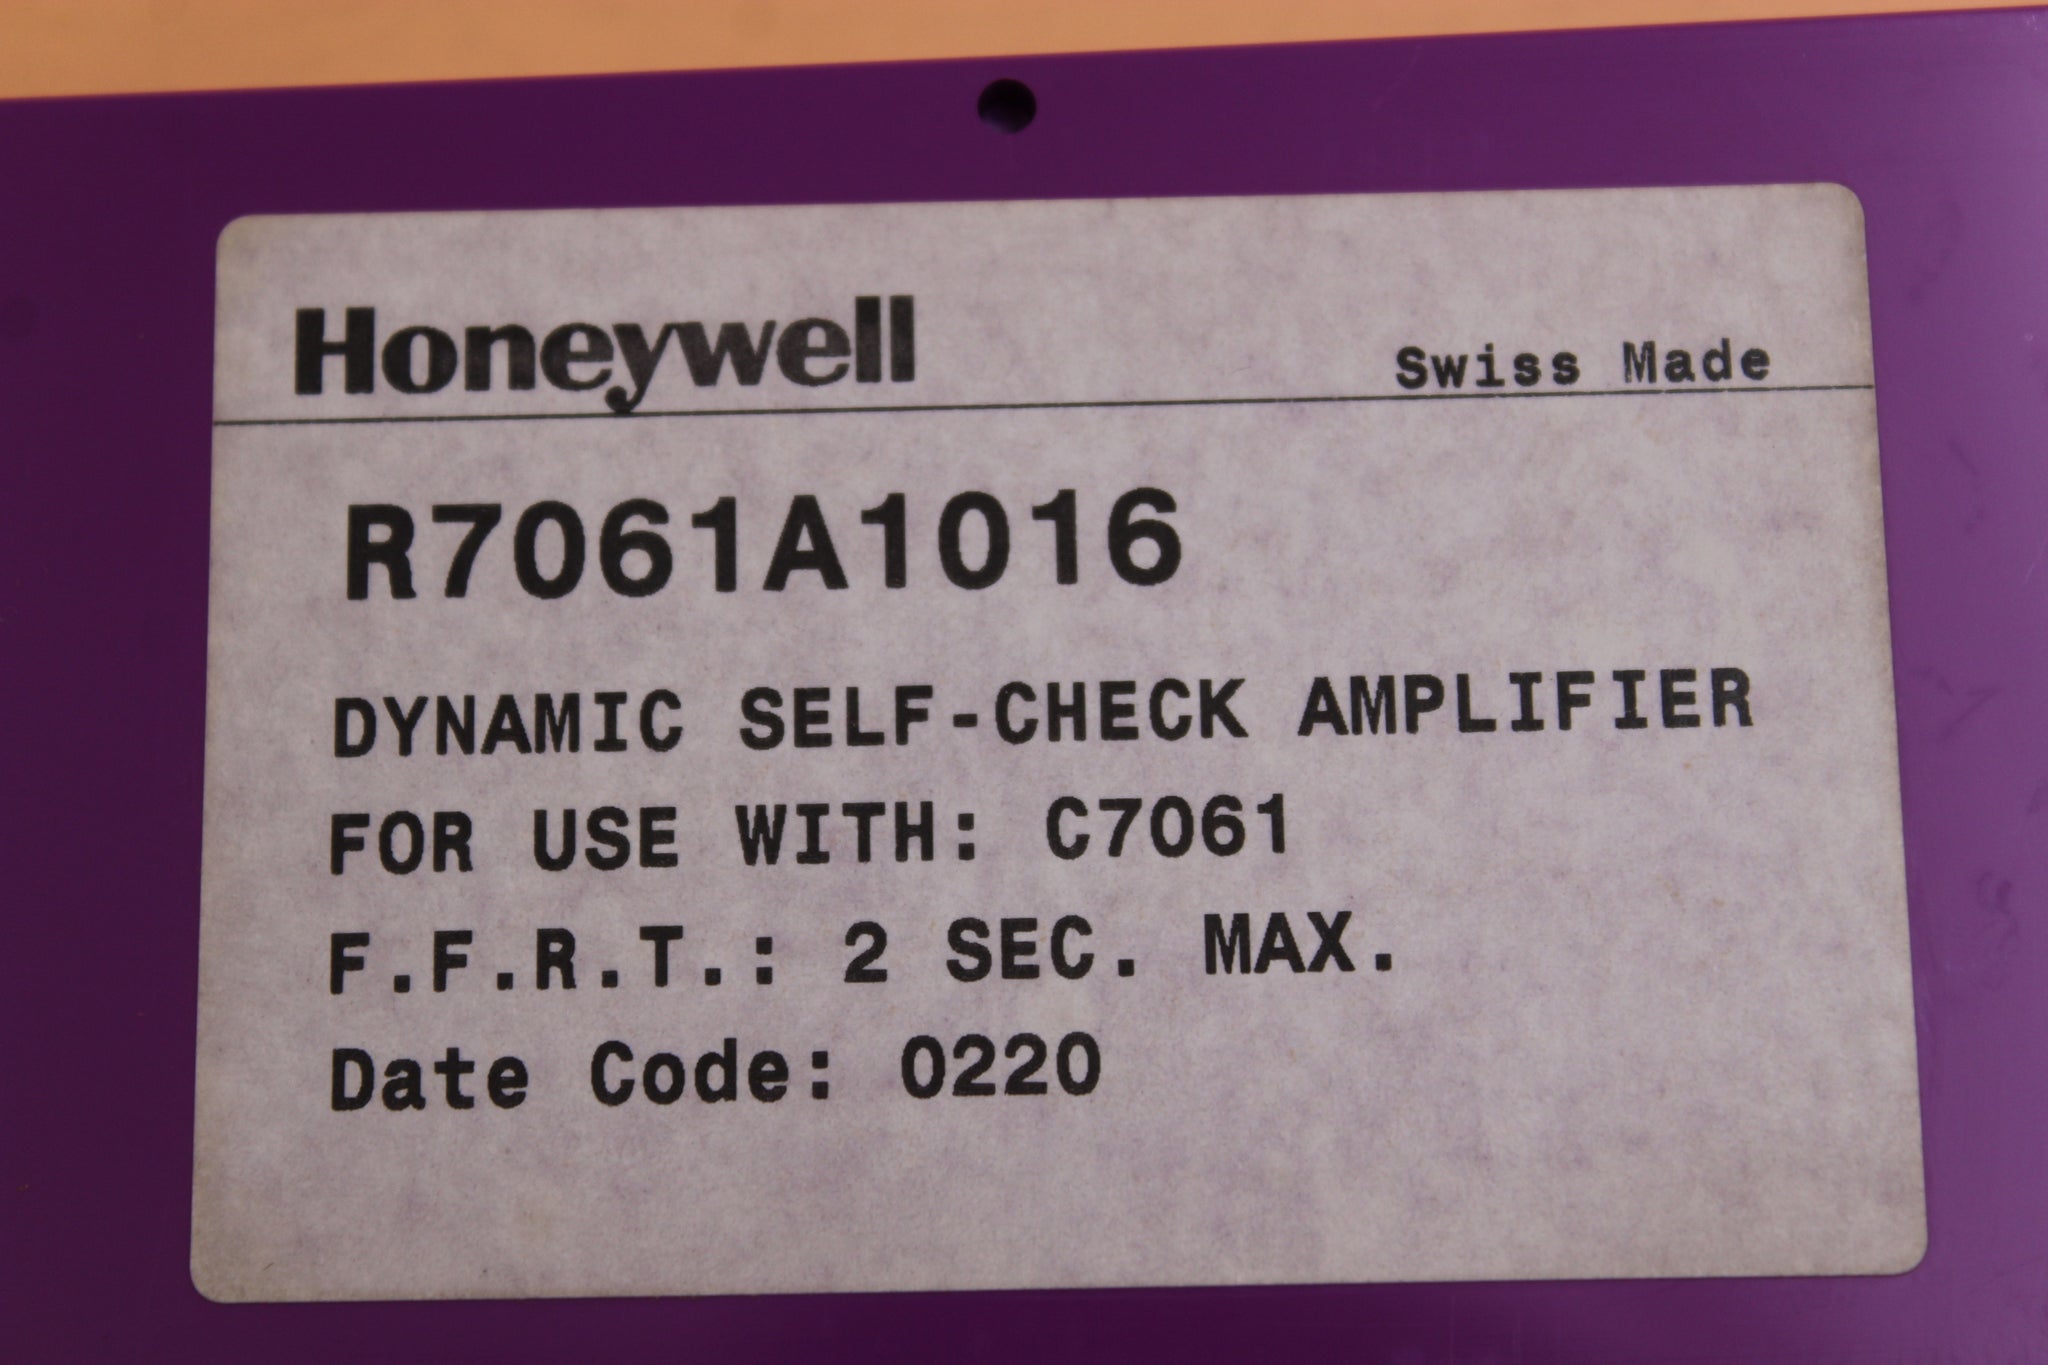 Honeywell
Swiss Made
R7061A1016
DYNAMIC SELF-CHECK AMPLIFIER
FOR USE WITH: C7061
F.F.R.T.: 2 SEC. MAX.
Date Code: 0220